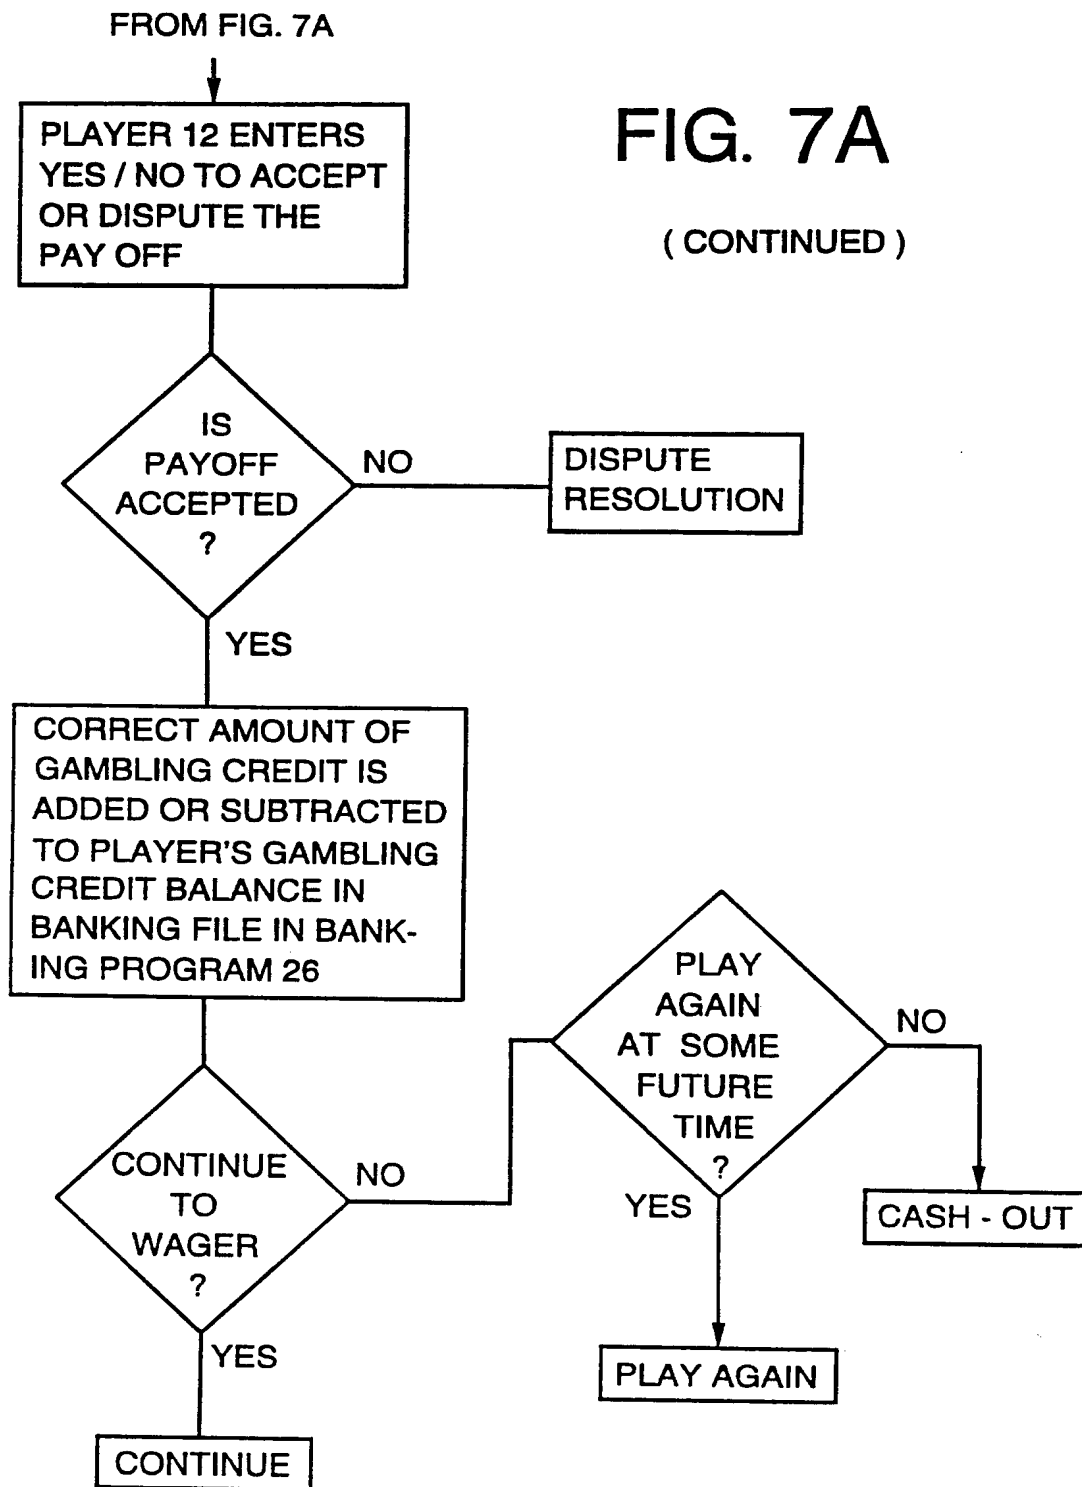 FROM FIG. 7A
FIG. 7A
( CONTINUED )
PLAYER 12 ENTERS
YES / NO TO ACCEPT
OR DISPUTE THE
PAY OFF
IS
PAYOFF
ACCEPTED
?
NO
DISPUTE
RESOLUTION
YES
CORRECT AMOUNT OF
GAMBLING CREDIT IS
ADDED OR SUBTRACTED
TO PLAYER'S GAMBLING
CREDIT BALANCE IN
BANKING FILE IN BANK-
ING PROGRAM 26
CONTINUE
TO
WAGER
?
NO
PLAY
AGAIN
AT SOME
FUTURE
TIME
?
NO
CASH - OUT
YES
PLAY AGAIN
YES
CONTINUE